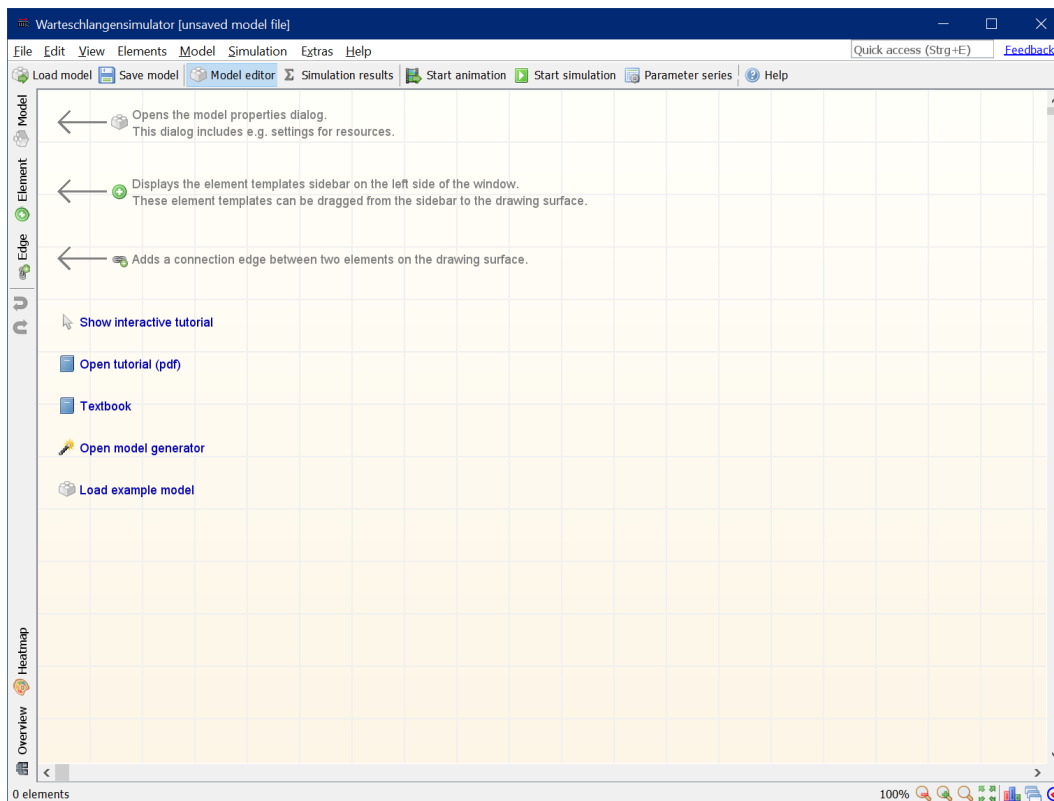 Warteschlangensimulator [unsaved model file]
File Edit View Elements Model Simulation Extras Help
Quick access (Strg+E) Feedback
Load model Save model Model editor Simulation results Start animation Start simulation Parameter series Help
Model
Element
Edge
Opens the model properties dialog.
This dialog includes e.g. settings for resources.
Displays the element templates sidebar on the left side of the window.
These element templates can be dragged from the sidebar to the drawing surface.
Adds a connection edge between two elements on the drawing surface.
Show interactive tutorial
Open tutorial (pdf)
Textbook
Open model generator
Load example model
Heatmap
Overview
0 elements
100%